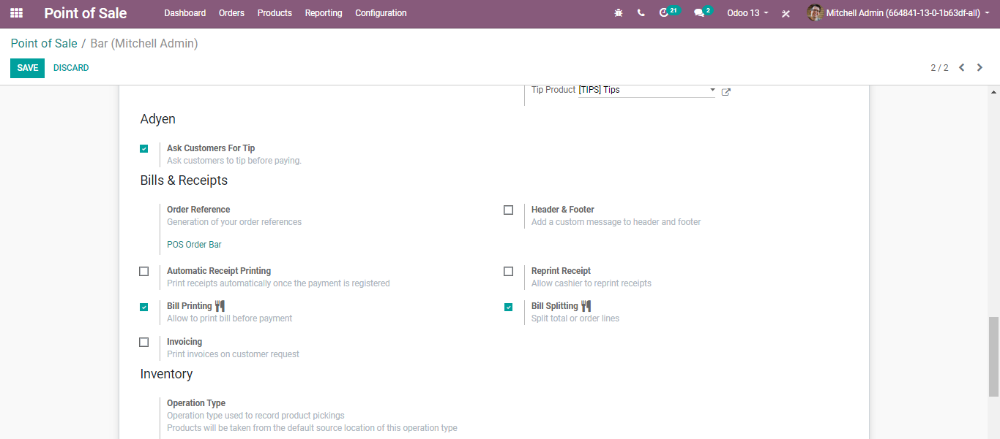 Point of Sale Dashboard Orders Products Reporting Configuration 21 2 Odoo 13 Mitchell Admin (664841-13-0-1b63df-all)
Point of Sale / Bar (Mitchell Admin)
SAVE DISCARD 2 / 2
Tip Product [TIPS] Tips
Adyen
Ask Customers For Tip
Ask customers to tip before paying.
Bills & Receipts
Order Reference
Generation of your order references
POS Order Bar
Header & Footer
Add a custom message to header and footer
Automatic Receipt Printing
Print receipts automatically once the payment is registered
Reprint Receipt
Allow cashier to reprint receipts
Bill Printing
Allow to print bill before payment
Bill Splitting
Split total or order lines
Invoicing
Print invoices on customer request
Inventory
Operation Type
Operation type used to record product pickings
Products will be taken from the default source location of this operation type